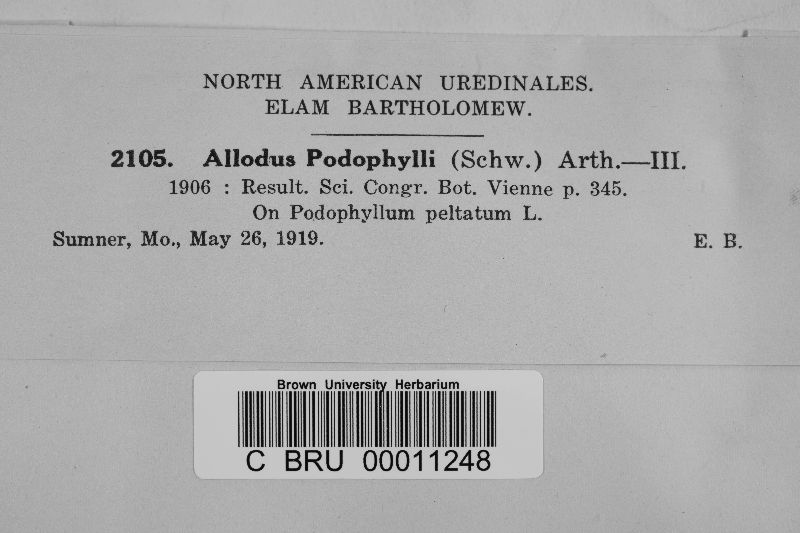 NORTH AMERICAN UREDINALES.
ELAM BARTHOLOMEW.
2105. Allodus Podophylli (Schw.) Arth.—III.
1906 : Result. Sci. Congr. Bot. Vienne p. 345.
On Podophyllum peltatum L.
Sumner, Mo., May 26, 1919. E. B.
Brown University Herbarium
C BRU 00011248